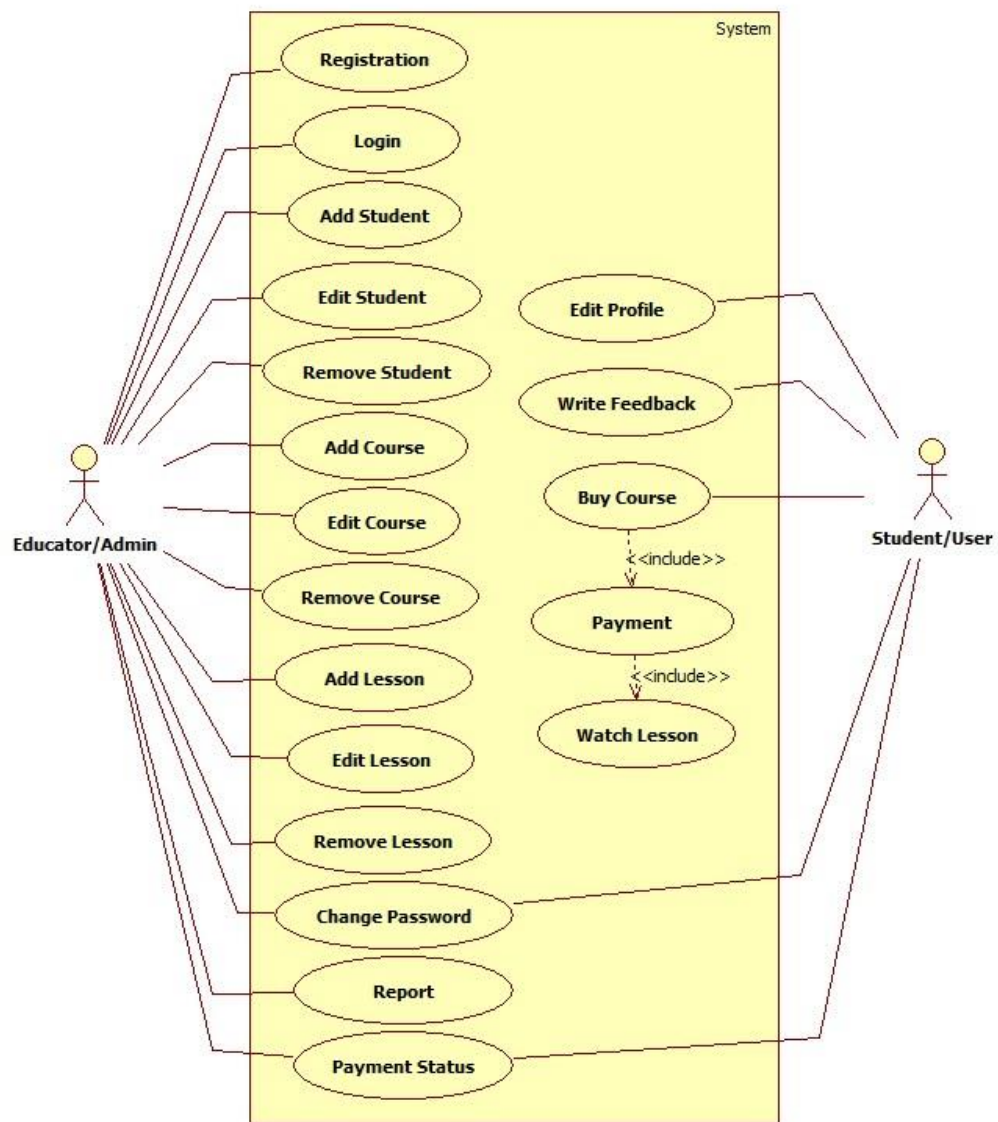 System
Registration
Login
Add Student
Edit Student
Edit Profile
Remove Student
Write Feedback
Add Course
Buy Course
Edit Course
Educator/Admin
Student/User
<<include>>
Remove Course
Payment
Add Lesson
<<include>>
Watch Lesson
Edit Lesson
Remove Lesson
Change Password
Report
Payment Status